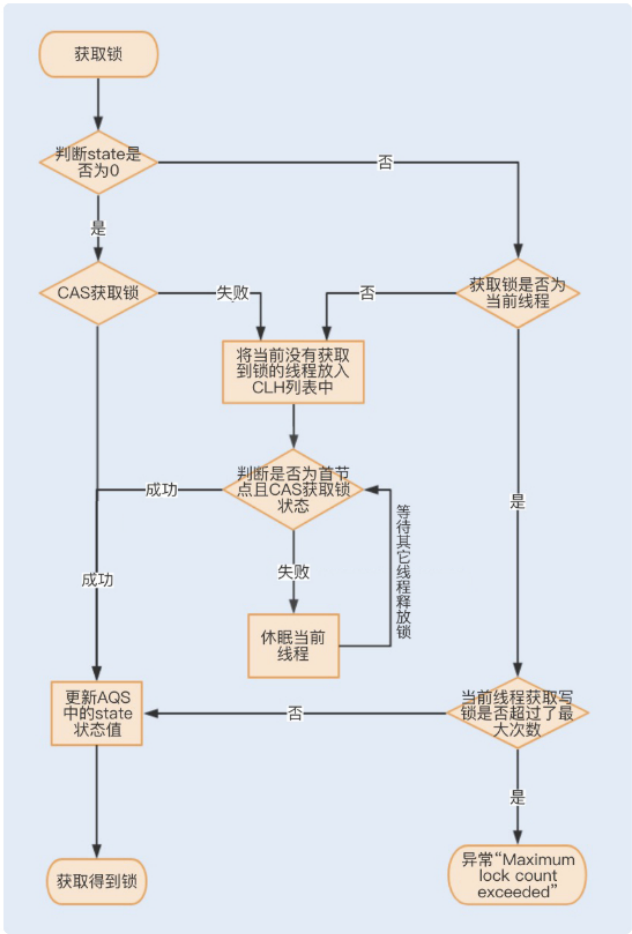 获取锁
判断state是
否为0
否
是
CAS获取锁
失败
否
获取锁是否为
当前线程
将当前没有获取
到锁的线程放入
CLH列表中
判断是否为首节
点且CAS获取锁
状态
成功
等待其它线程释放锁
是
失败
成功
休眠当前
线程
更新AQS
中的state
状态值
否
当前线程获取写
锁是否超过了最
大次数
是
获取得到锁
异常“Maximum
lock count
exceeded”